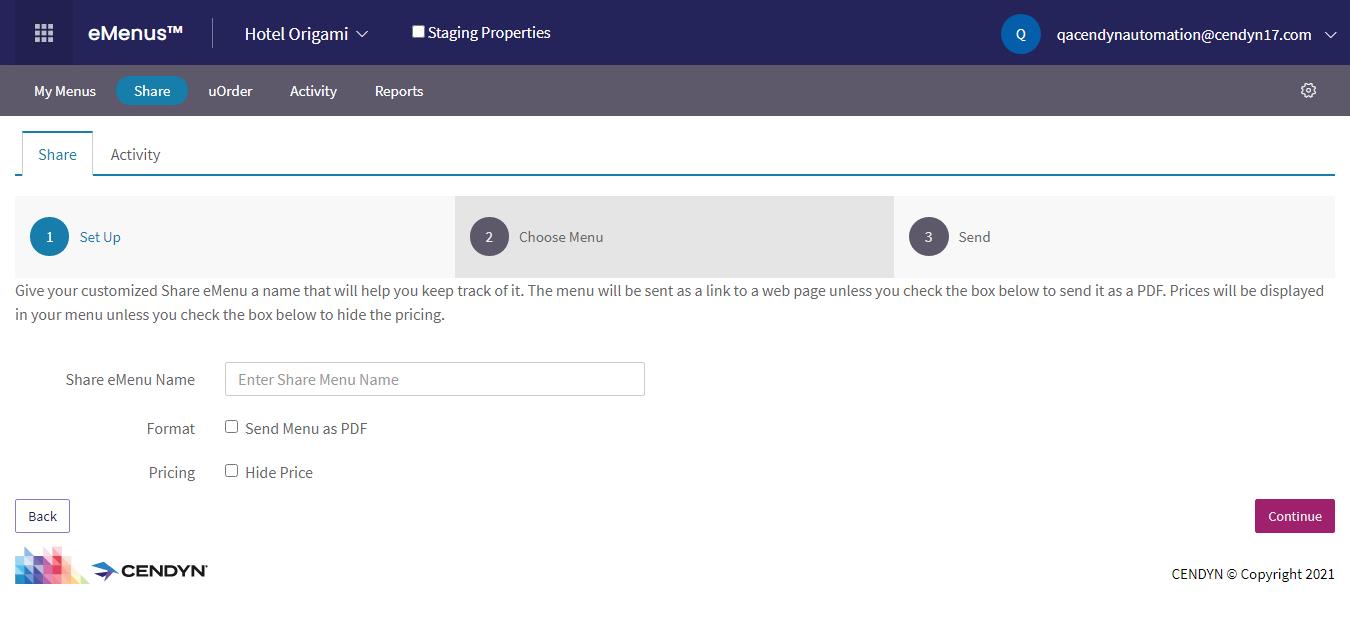 eMenus™ Hotel Origami Staging Properties Q qacendynautomation@cendyn17.com
My Menus Share uOrder Activity Reports
Share Activity
1 Set Up 2 Choose Menu 3 Send
Give your customized Share eMenu a name that will help you keep track of it. The menu will be sent as a link to a web page unless you check the box below to send it as a PDF. Prices will be displayed
in your menu unless you check the box below to hide the pricing.
Share eMenu Name Enter Share Menu Name
Format Send Menu as PDF
Pricing Hide Price
Back Continue
CENDYN CENDYN © Copyright 2021